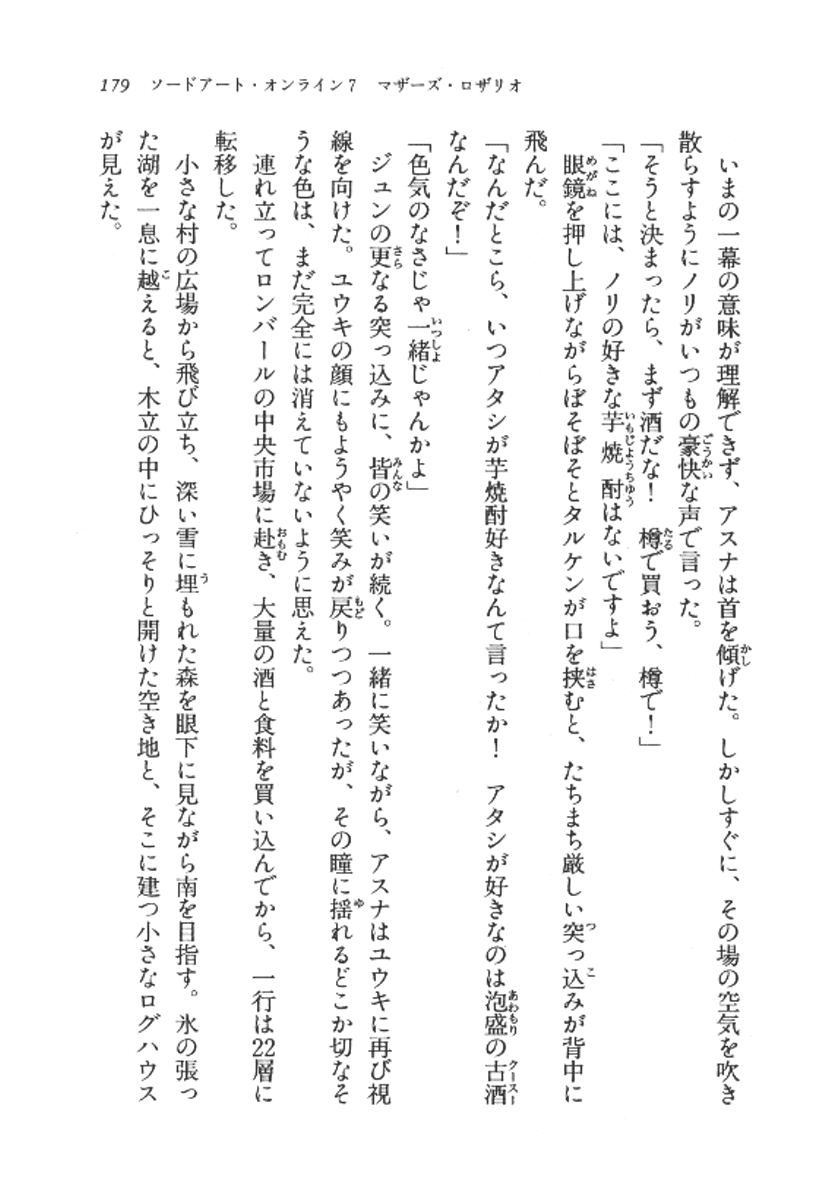 179　ソードアート・オンライン7　マザーズ・ロザリオ
　いまの一幕の意味が理解できず、アスナは首を傾げた。しかしすぐに、その場の空気を吹き
散らすようにノリがいつもの豪快な声で言った。
「そうと決まったら、まず酒だな！　樽で買おう、樽で！」
「ここには、ノリの好きな芋焼酎はないですよ」
　眼鏡を押し上げながらぼそぼそとタルケンが口を挟むと、たちまち厳しい突っ込みが背中に
飛んだ。
「なんだとこら、いつアタシが芋焼酎好きなんて言ったか！　アタシが好きなのは泡盛の古酒
なんだぞ！」
「色気のなさじゃ一緒じゃんかよ」
　ジュンの更なる突っ込みに、皆の笑いが続く。一緒に笑いながら、アスナはユウキに再び視
線を向けた。ユウキの顔にもようやく笑みが戻りつつあったが、その瞳に揺れるどこか切なそ
うな色は、まだ完全には消えていないように思えた。
　連れ立ってロンバールの中央市場に赴き、大量の酒と食料を買い込んでから、一行は22層に
転移した。
　小さな村の広場から飛び立ち、深い雪に埋もれた森を眼下に見ながら南を目指す。氷の張っ
た湖を一息に越えると、木立の中にひっそりと開けた空き地と、そこに建つ小さなログハウス
が見えた。